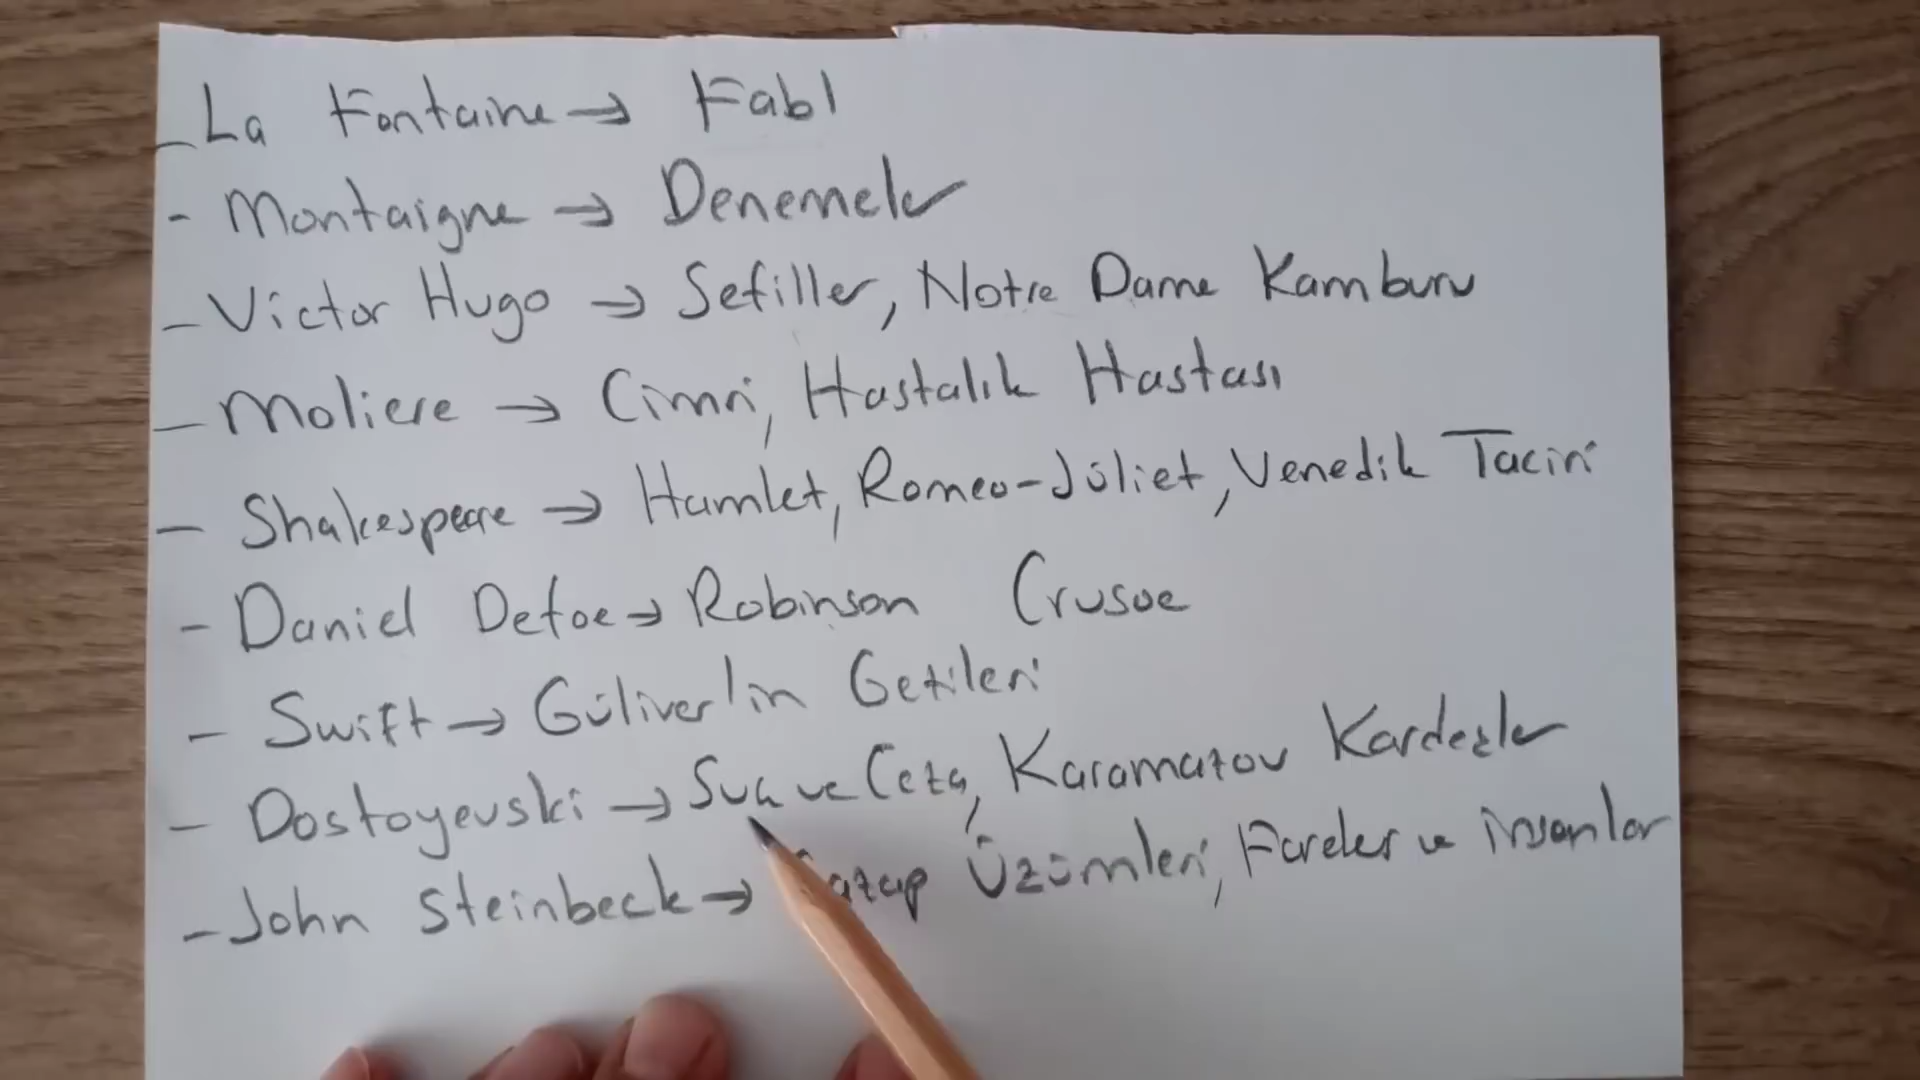 - La Fontaine → Fabl
- Montaigne → Denemeler
- Victor Hugo → Sefiller, Notre Dame Kamburu
- Moliere → Cimri, Hastalık Hastası
- Shakespeare → Hamlet, Romeo-Jüliet, Venedik Taciri
- Daniel Defoe → Robinson Crusoe
- Swift → Güliver'in Gezileri
- Dostoyevski → Suç ve Ceza, Karamazov Kardeşler
- John Steinbeck → Üzümleri, Fareler ve insanlar